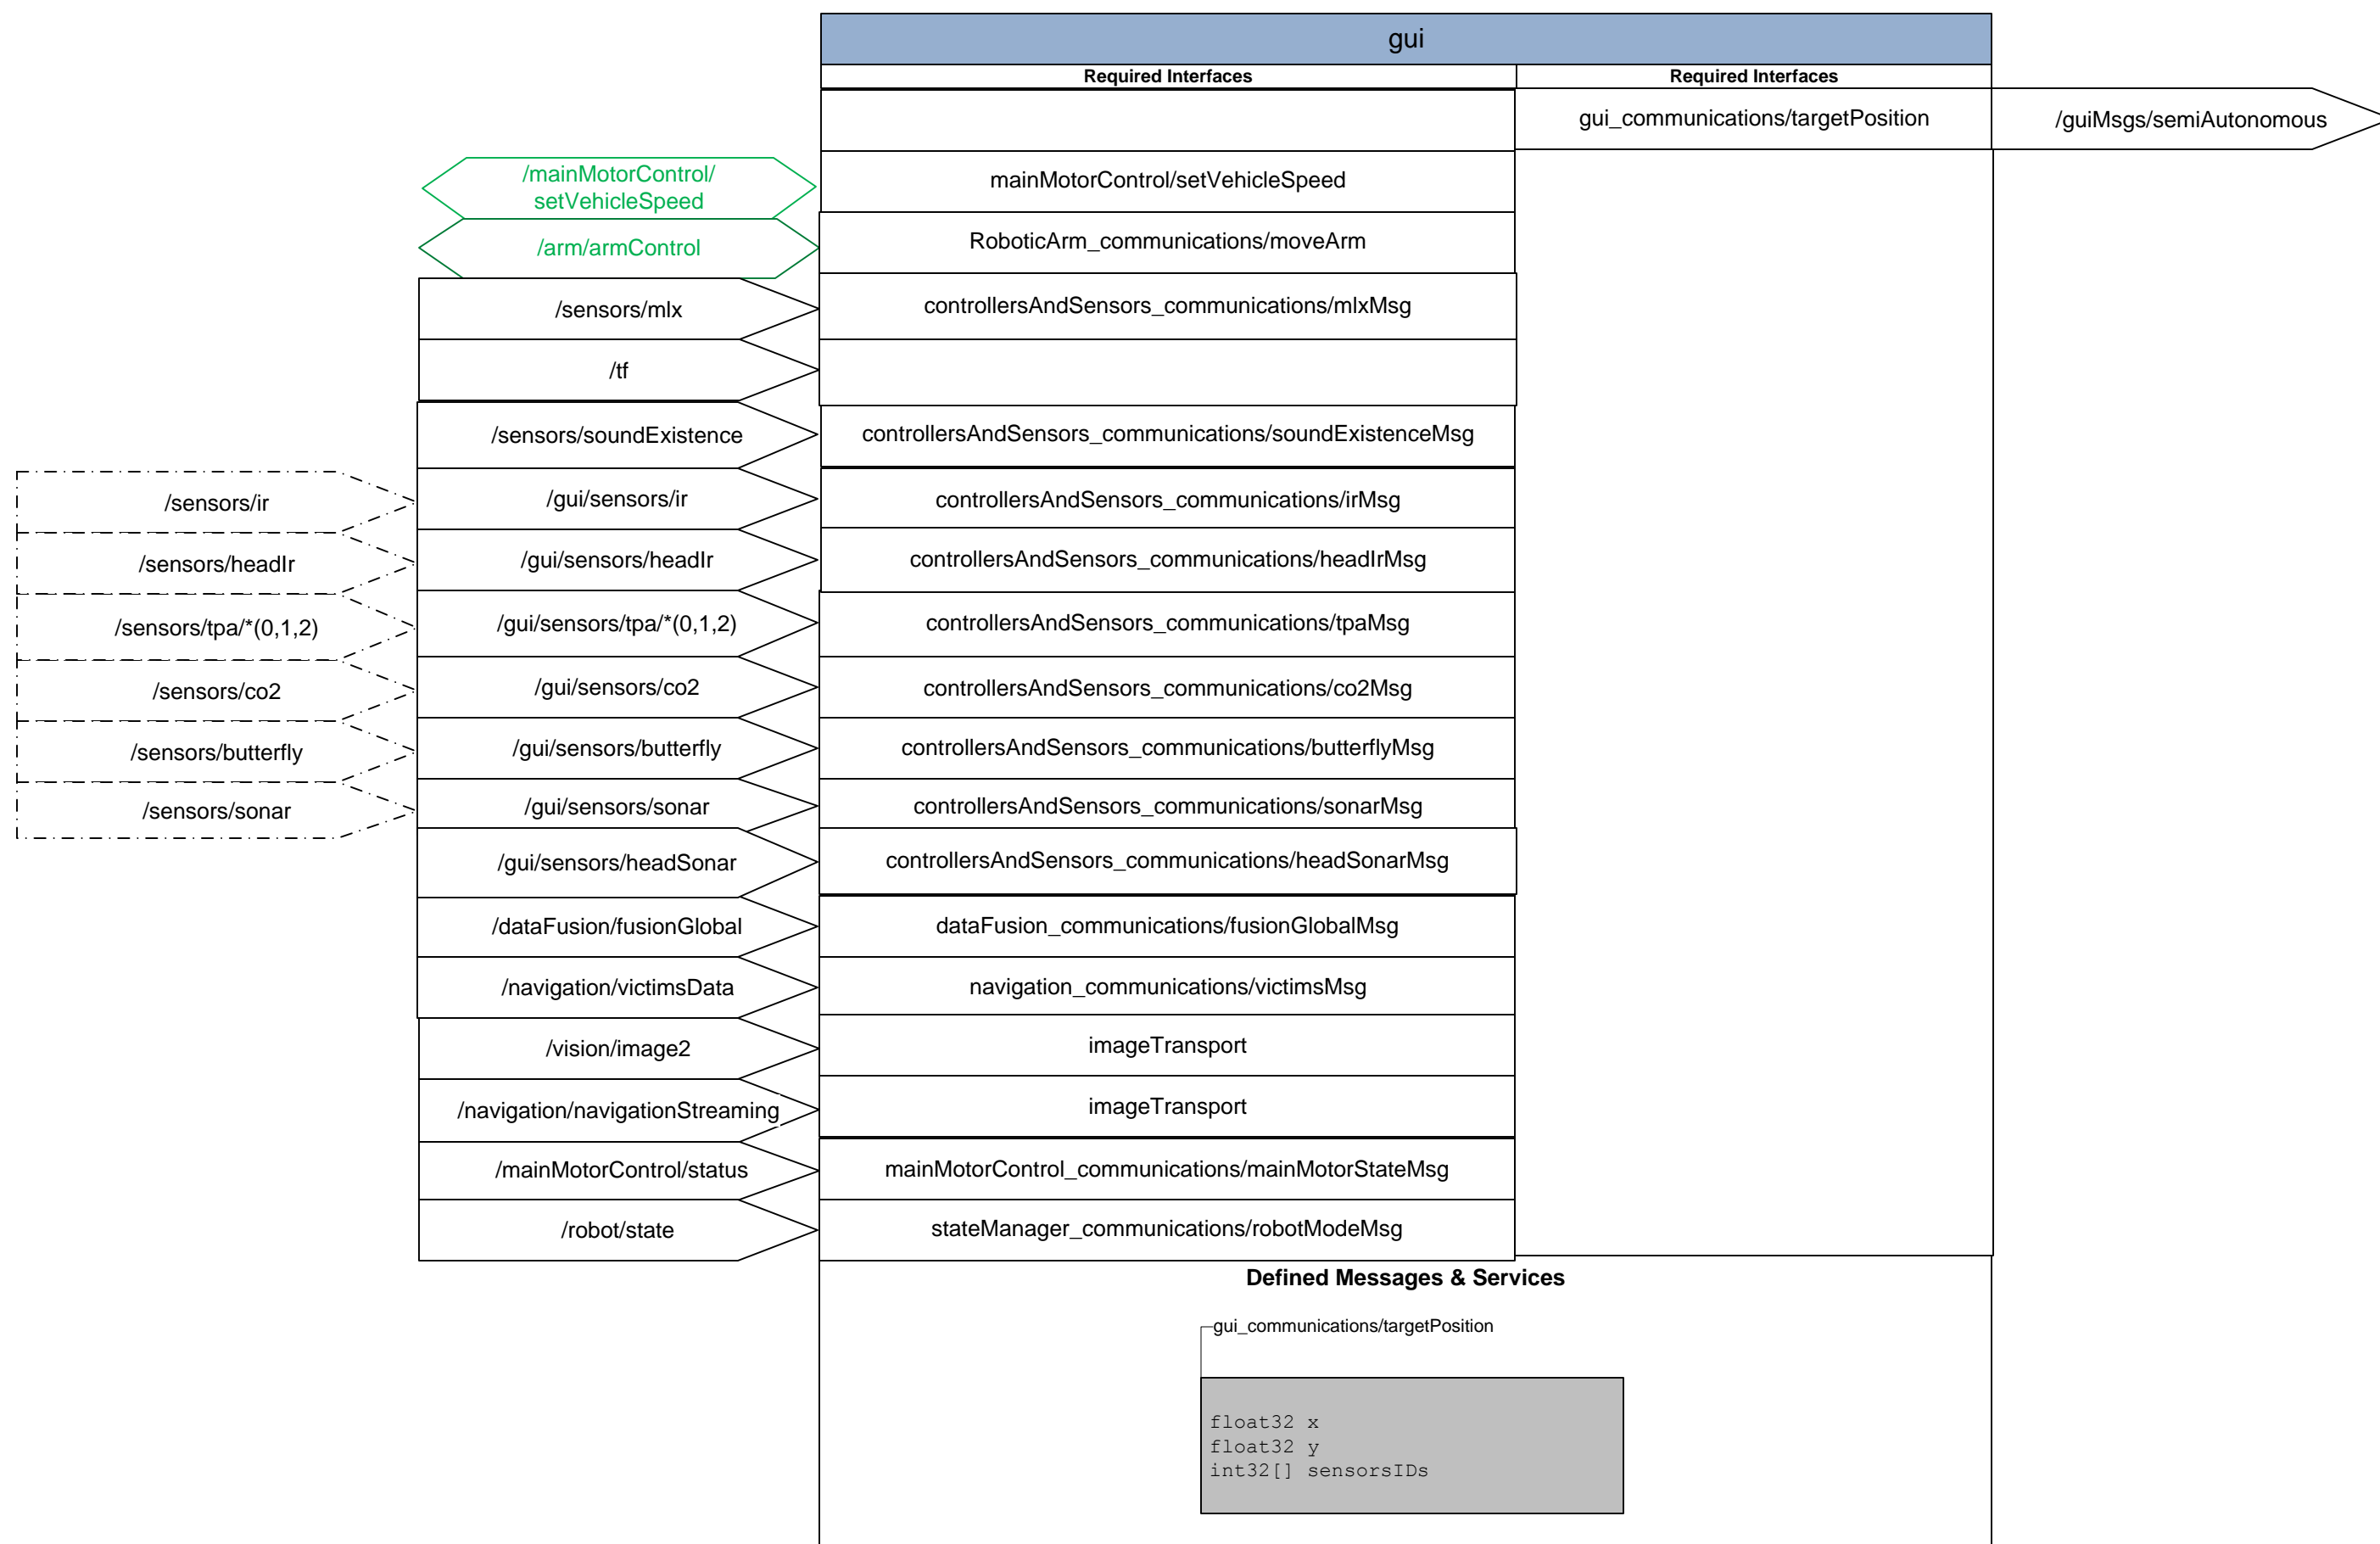 gui
Required Interfaces
Required Interfaces
gui_communications/targetPosition
/guiMsgs/semiAutonomous
/mainMotorControl/
setVehicleSpeed
mainMotorControl/setVehicleSpeed
/arm/armControl
RoboticArm_communications/moveArm
/sensors/mlx
controllersAndSensors_communications/mlxMsg
/tf
/sensors/soundExistence
controllersAndSensors_communications/soundExistenceMsg
/sensors/ir
/gui/sensors/ir
controllersAndSensors_communications/irMsg
/sensors/headIr
/gui/sensors/headIr
controllersAndSensors_communications/headIrMsg
/sensors/tpa/*(0,1,2)
/gui/sensors/tpa/*(0,1,2)
controllersAndSensors_communications/tpaMsg
/sensors/co2
/gui/sensors/co2
controllersAndSensors_communications/co2Msg
/sensors/butterfly
/gui/sensors/butterfly
controllersAndSensors_communications/butterflyMsg
/sensors/sonar
/gui/sensors/sonar
controllersAndSensors_communications/sonarMsg
/gui/sensors/headSonar
controllersAndSensors_communications/headSonarMsg
/dataFusion/fusionGlobal
dataFusion_communications/fusionGlobalMsg
/navigation/victimsData
navigation_communications/victimsMsg
/vision/image2
imageTransport
/navigation/navigationStreaming
imageTransport
/mainMotorControl/status
mainMotorControl_communications/mainMotorStateMsg
/robot/state
stateManager_communications/robotModeMsg
Defined Messages & Services
gui_communications/targetPosition
float32 x
float32 y
int32[] sensorsIDs